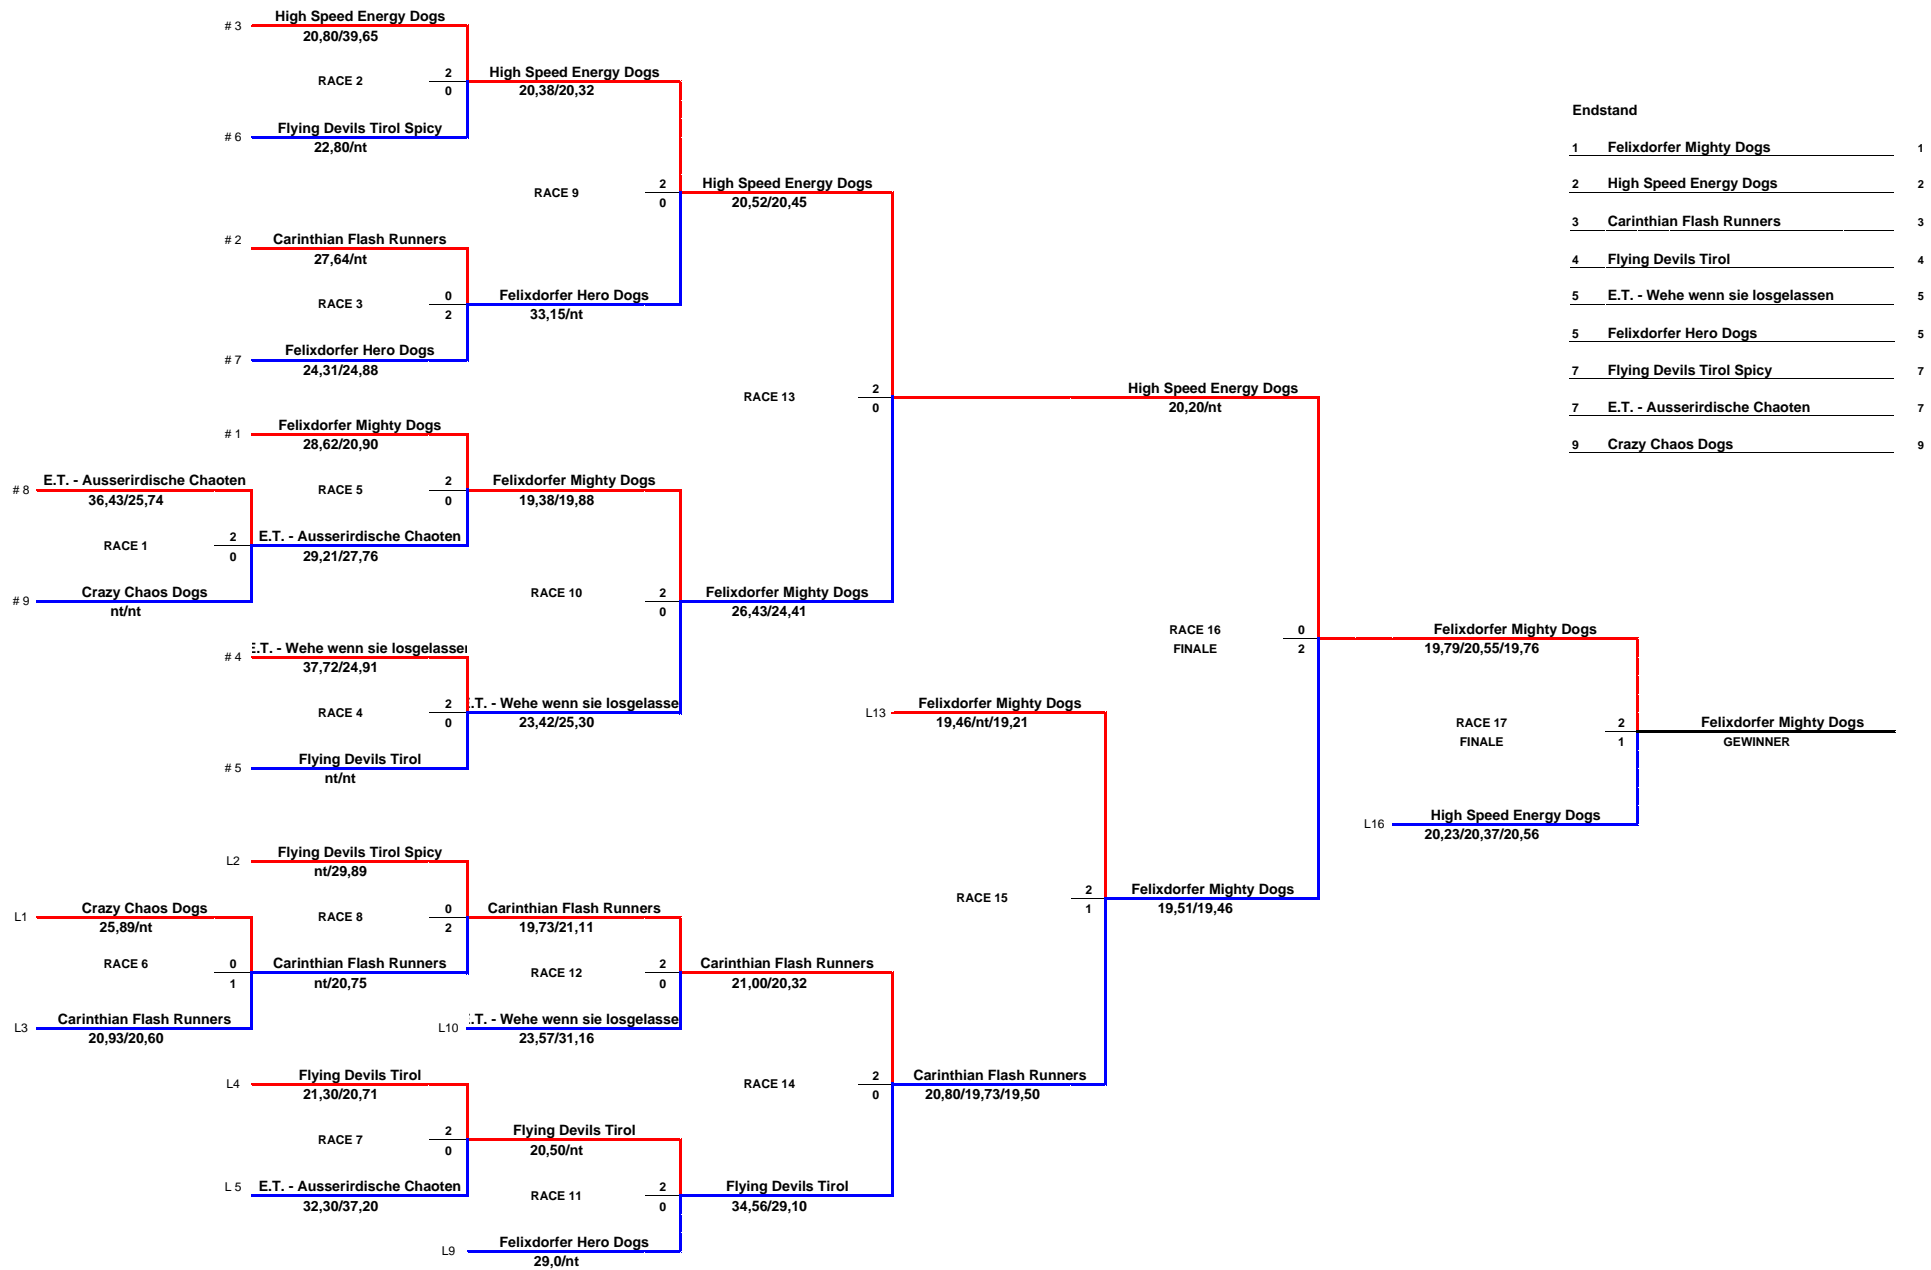 # 3
High Speed Energy Dogs
20,80/39,65
RACE 2
2
0
High Speed Energy Dogs
20,38/20,32
# 6
Flying Devils Tirol Spicy
22,80/nt
RACE 9
2
0
High Speed Energy Dogs
20,52/20,45
# 2
Carinthian Flash Runners
27,64/nt
RACE 3
0
2
Felixdorfer Hero Dogs
33,15/nt
# 7
Felixdorfer Hero Dogs
24,31/24,88
RACE 13
2
0
High Speed Energy Dogs
20,20/nt
# 1
Felixdorfer Mighty Dogs
28,62/20,90
# 8
E.T. - Ausserirdische Chaoten
36,43/25,74
RACE 5
2
0
Felixdorfer Mighty Dogs
19,38/19,88
RACE 1
2
0
E.T. - Ausserirdische Chaoten
29,21/27,76
# 9
Crazy Chaos Dogs
nt/nt
RACE 10
2
0
Felixdorfer Mighty Dogs
26,43/24,41
# 4
E.T. - Wehe wenn sie losgelassen
37,72/24,91
RACE 4
2
0
.T. - Wehe wenn sie losgelasse
23,42/25,30
# 5
Flying Devils Tirol
nt/nt
L13
Felixdorfer Mighty Dogs
19,46/nt/19,21
RACE 16
FINALE
0
2
Felixdorfer Mighty Dogs
19,79/20,55/19,76
RACE 17
FINALE
2
1
Felixdorfer Mighty Dogs
GEWINNER
L16
High Speed Energy Dogs
20,23/20,37/20,56
L2
Flying Devils Tirol Spicy
nt/29,89
L1
Crazy Chaos Dogs
25,89/nt
RACE 8
0
2
Carinthian Flash Runners
19,73/21,11
RACE 15
2
1
Felixdorfer Mighty Dogs
19,51/19,46
RACE 6
0
1
Carinthian Flash Runners
nt/20,75
RACE 12
2
0
Carinthian Flash Runners
21,00/20,32
L3
Carinthian Flash Runners
20,93/20,60
L10
.T. - Wehe wenn sie losgelasse
23,57/31,16
L4
Flying Devils Tirol
21,30/20,71
RACE 14
2
0
Carinthian Flash Runners
20,80/19,73/19,50
RACE 7
2
0
Flying Devils Tirol
20,50/nt
L 5
E.T. - Ausserirdische Chaoten
32,30/37,20
RACE 11
2
0
Flying Devils Tirol
34,56/29,10
L9
Felixdorfer Hero Dogs
29,0/nt
Endstand
1 Felixdorfer Mighty Dogs 1
2 High Speed Energy Dogs 2
3 Carinthian Flash Runners 3
4 Flying Devils Tirol 4
5 E.T. - Wehe wenn sie losgelassen 5
5 Felixdorfer Hero Dogs 5
7 Flying Devils Tirol Spicy 7
7 E.T. - Ausserirdische Chaoten 7
9 Crazy Chaos Dogs 9